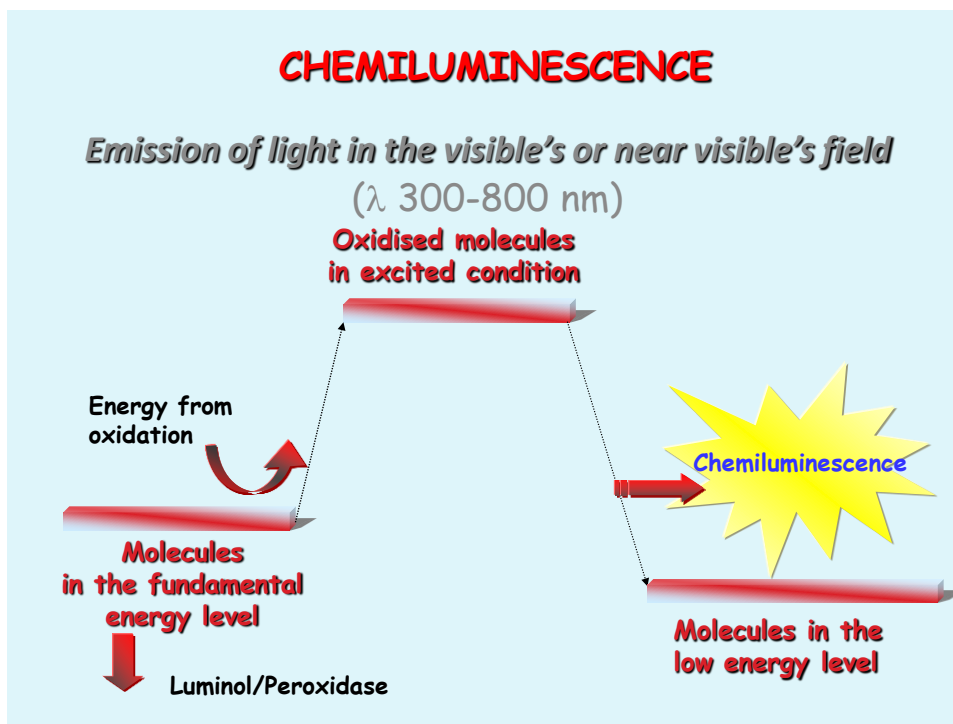 CHEMILUMINESCENCE
Emission of light in the visible's or near visible's field
(λ 300-800 nm)
Oxidised molecules
in excited condition
Energy from
oxidation
Chemiluminescence
Molecules
in the fundamental
energy level
Molecules in the
low energy level
Luminol/Peroxidase